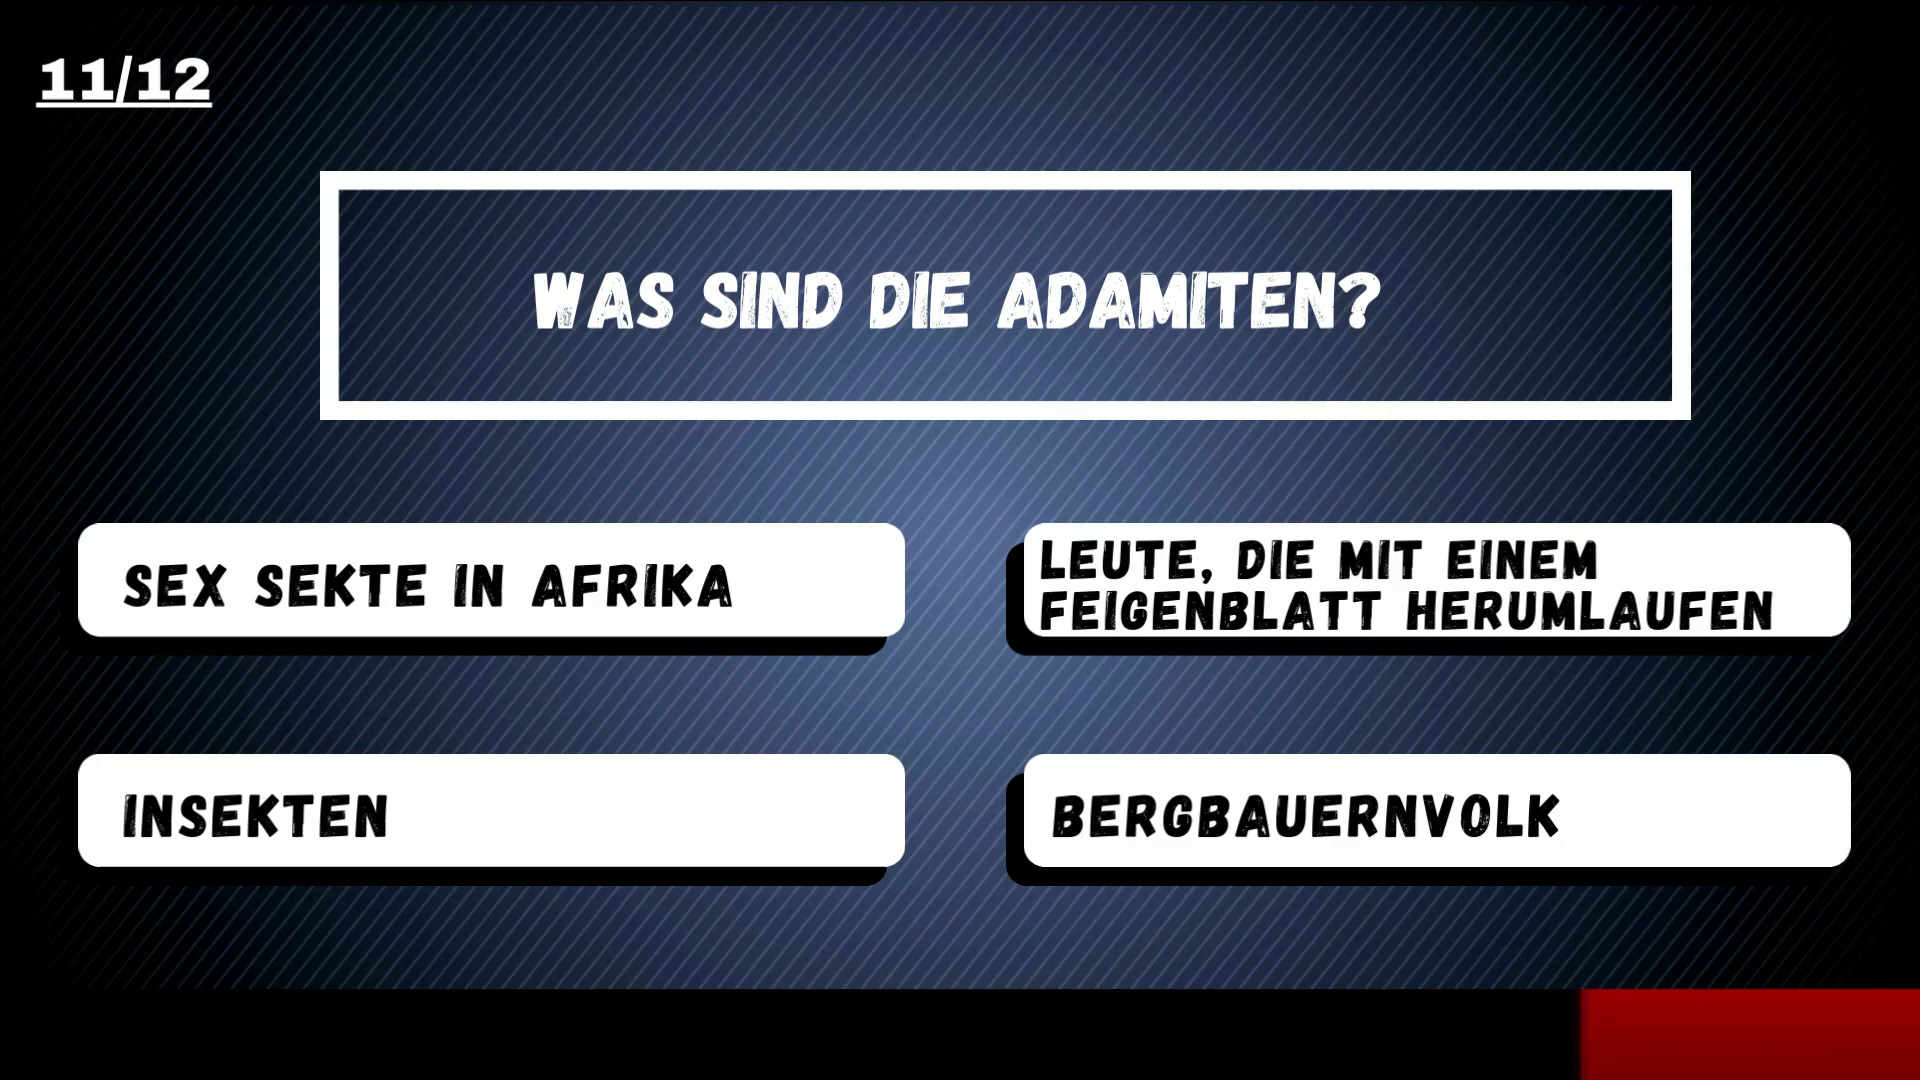 11/12
WAS SIND DIE ADAMITEN?
SEX SEKTE IN AFRIKA
LEUTE, DIE MIT EINEM
FEIGENBLATT HERUMLAUFEN
INSEKTEN
BERGBAUERNVOLK